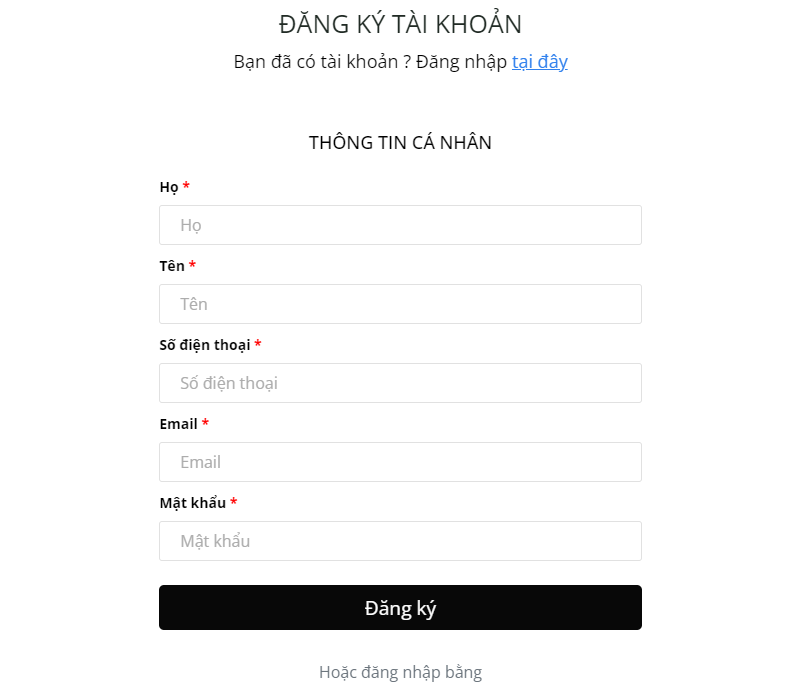 ĐĂNG KÝ TÀI KHOẢN
Bạn đã có tài khoản ? Đăng nhập tại đây
THÔNG TIN CÁ NHÂN
Họ *
Họ
Tên *
Tên
Số điện thoại *
Số điện thoại
Email *
Email
Mật khẩu *
Mật khẩu
Đăng ký
Hoặc đăng nhập bằng